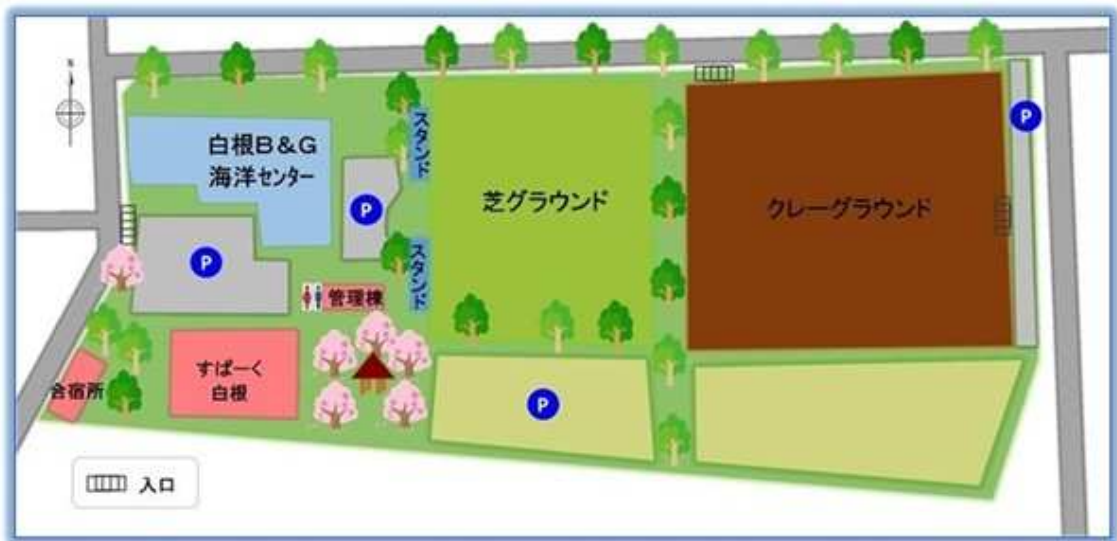 N
白根B&G
海洋センター
スタンド
芝グラウンド
クレーグラウンド
P
P
P
スタンド
管理棟
すぱーく
白根
合宿所
P
入口